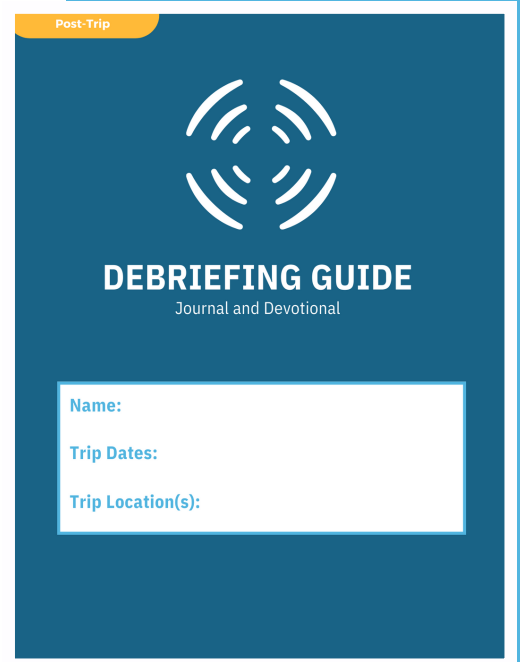 Post-Trip
DEBRIEFING GUIDE
Journal and Devotional
Name:
Trip Dates:
Trip Location(s):